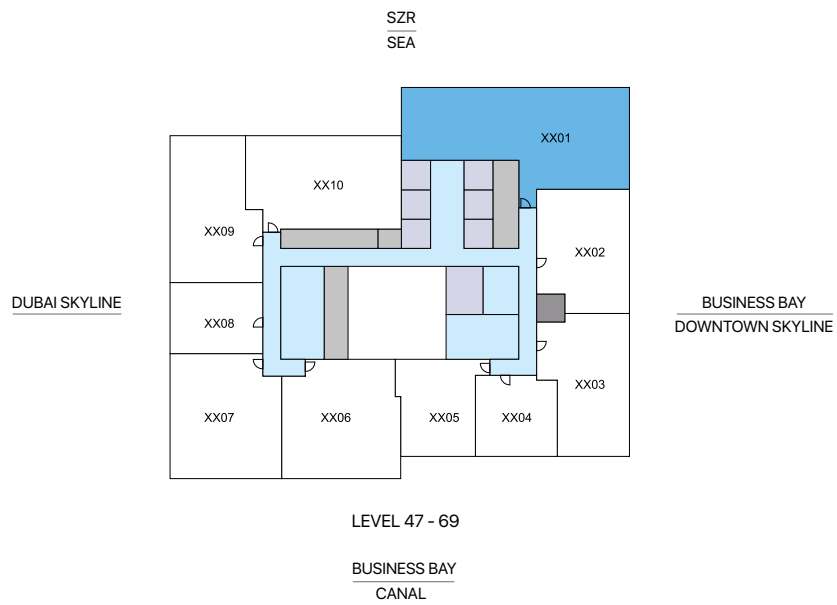 SZR
SEA
XX01
XX10
XX09
XX02
DUBAI SKYLINE
BUSINESS BAY
DOWNTOWN SKYLINE
XX08
XX03
XX07
XX06
XX05
XX04
LEVEL 47 - 69
BUSINESS BAY
CANAL